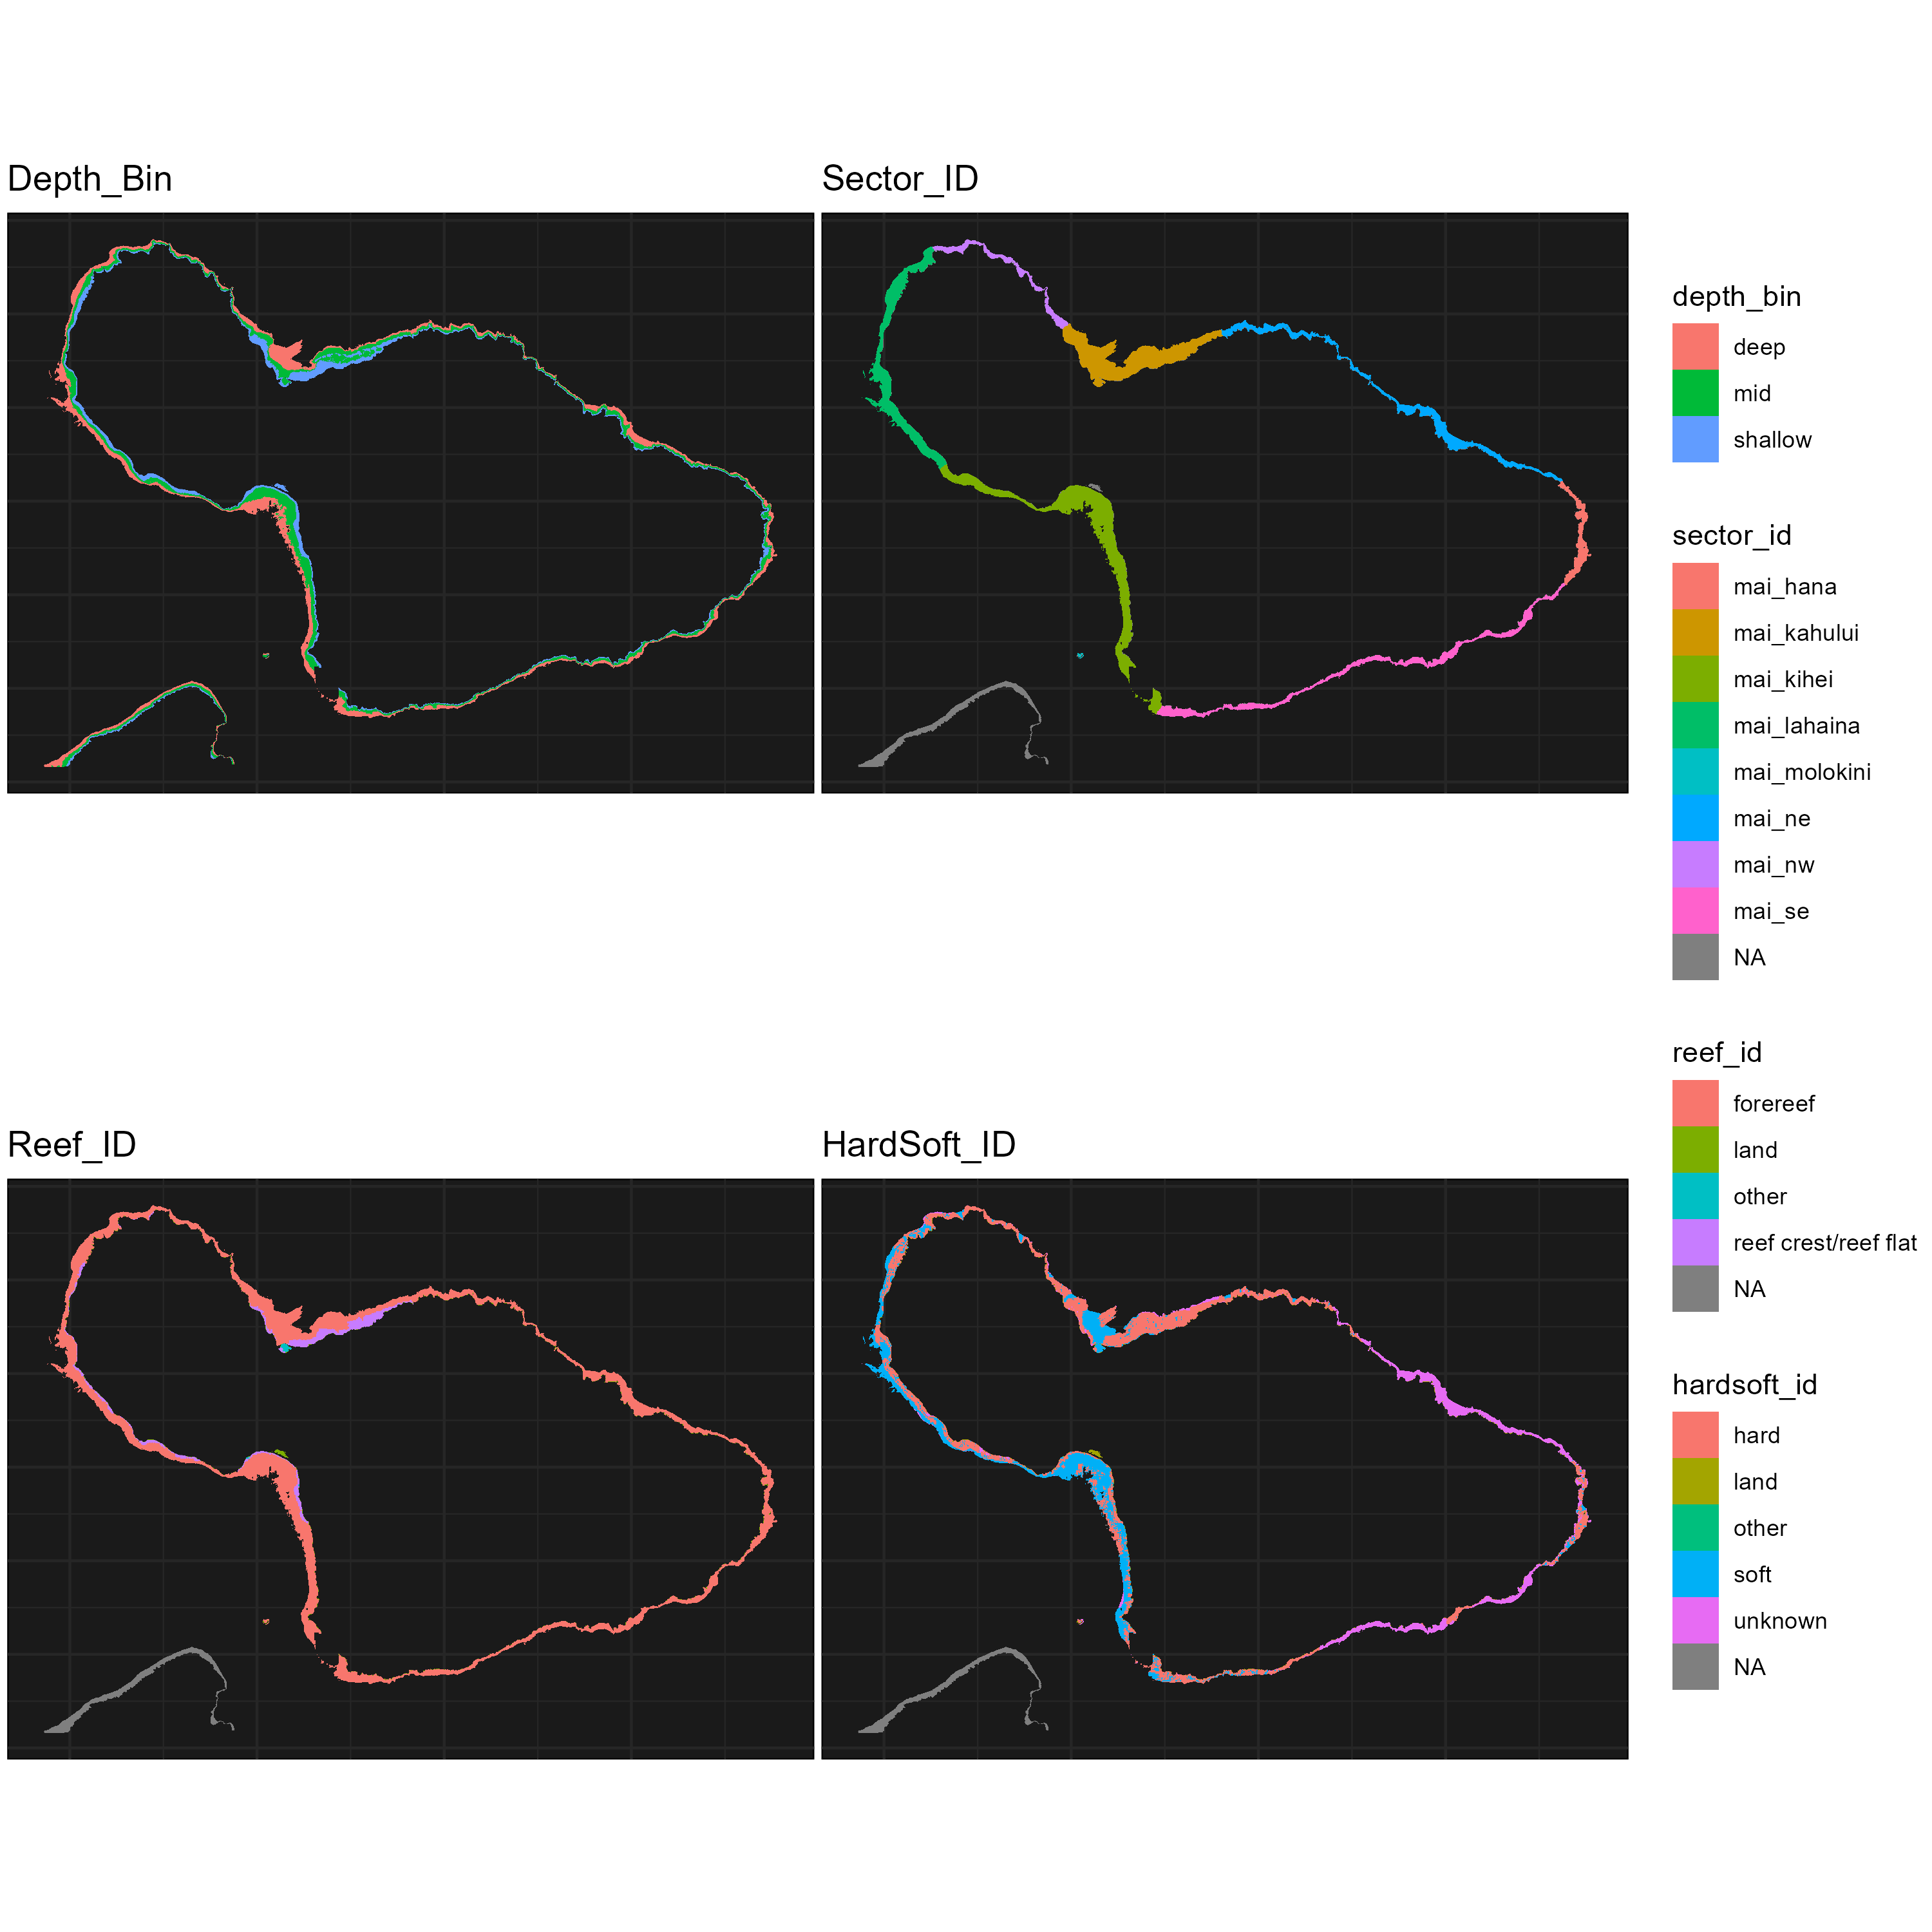 Depth_Bin
Sector_ID
Reef_ID
HardSoft_ID
depth_bin
deep
mid
shallow
sector_id
mai_hana
mai_kahului
mai_kihei
mai_lahaina
mai_molokini
mai_ne
mai_nw
mai_se
NA
reef_id
forereef
land
other
reef crest/reef flat
NA
hardsoft_id
hard
land
other
soft
unknown
NA